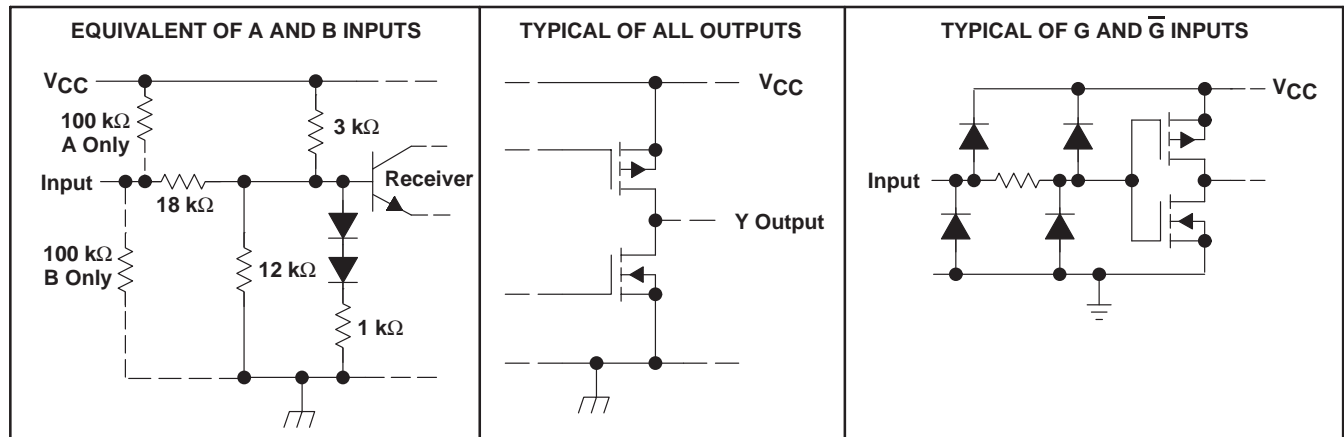 EQUIVALENT OF A AND B INPUTS
VCC
100 kΩ
A Only
3 kΩ
Input
18 kΩ
Receiver
100 kΩ
B Only
12 kΩ
1 kΩ
TYPICAL OF ALL OUTPUTS
VCC
Y Output
TYPICAL OF G AND G̅ INPUTS
VCC
Input